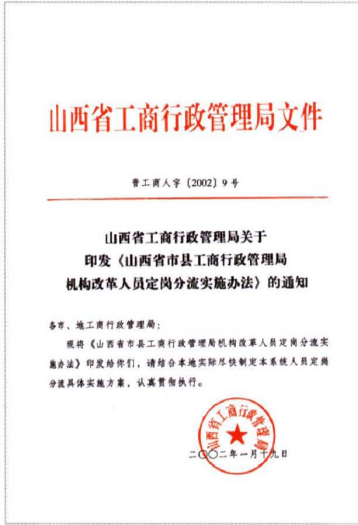 山西省工商行政管理局文件
晋工商人字〔2002〕9号
山西省工商行政管理局关于
印发《山西省市县工商行政管理局
机构改革人员定岗分流实施办法》的通知
各市、地工商行政管理局：
现将《山西省市县工商行政管理局机构改革人员定岗分流实
施办法》印发给你们，请结合本地实际尽快制定本系统人员定岗
分流具体实施方案，认真贯彻执行。
山西省工商行政管理局
二〇〇二年一月十九日